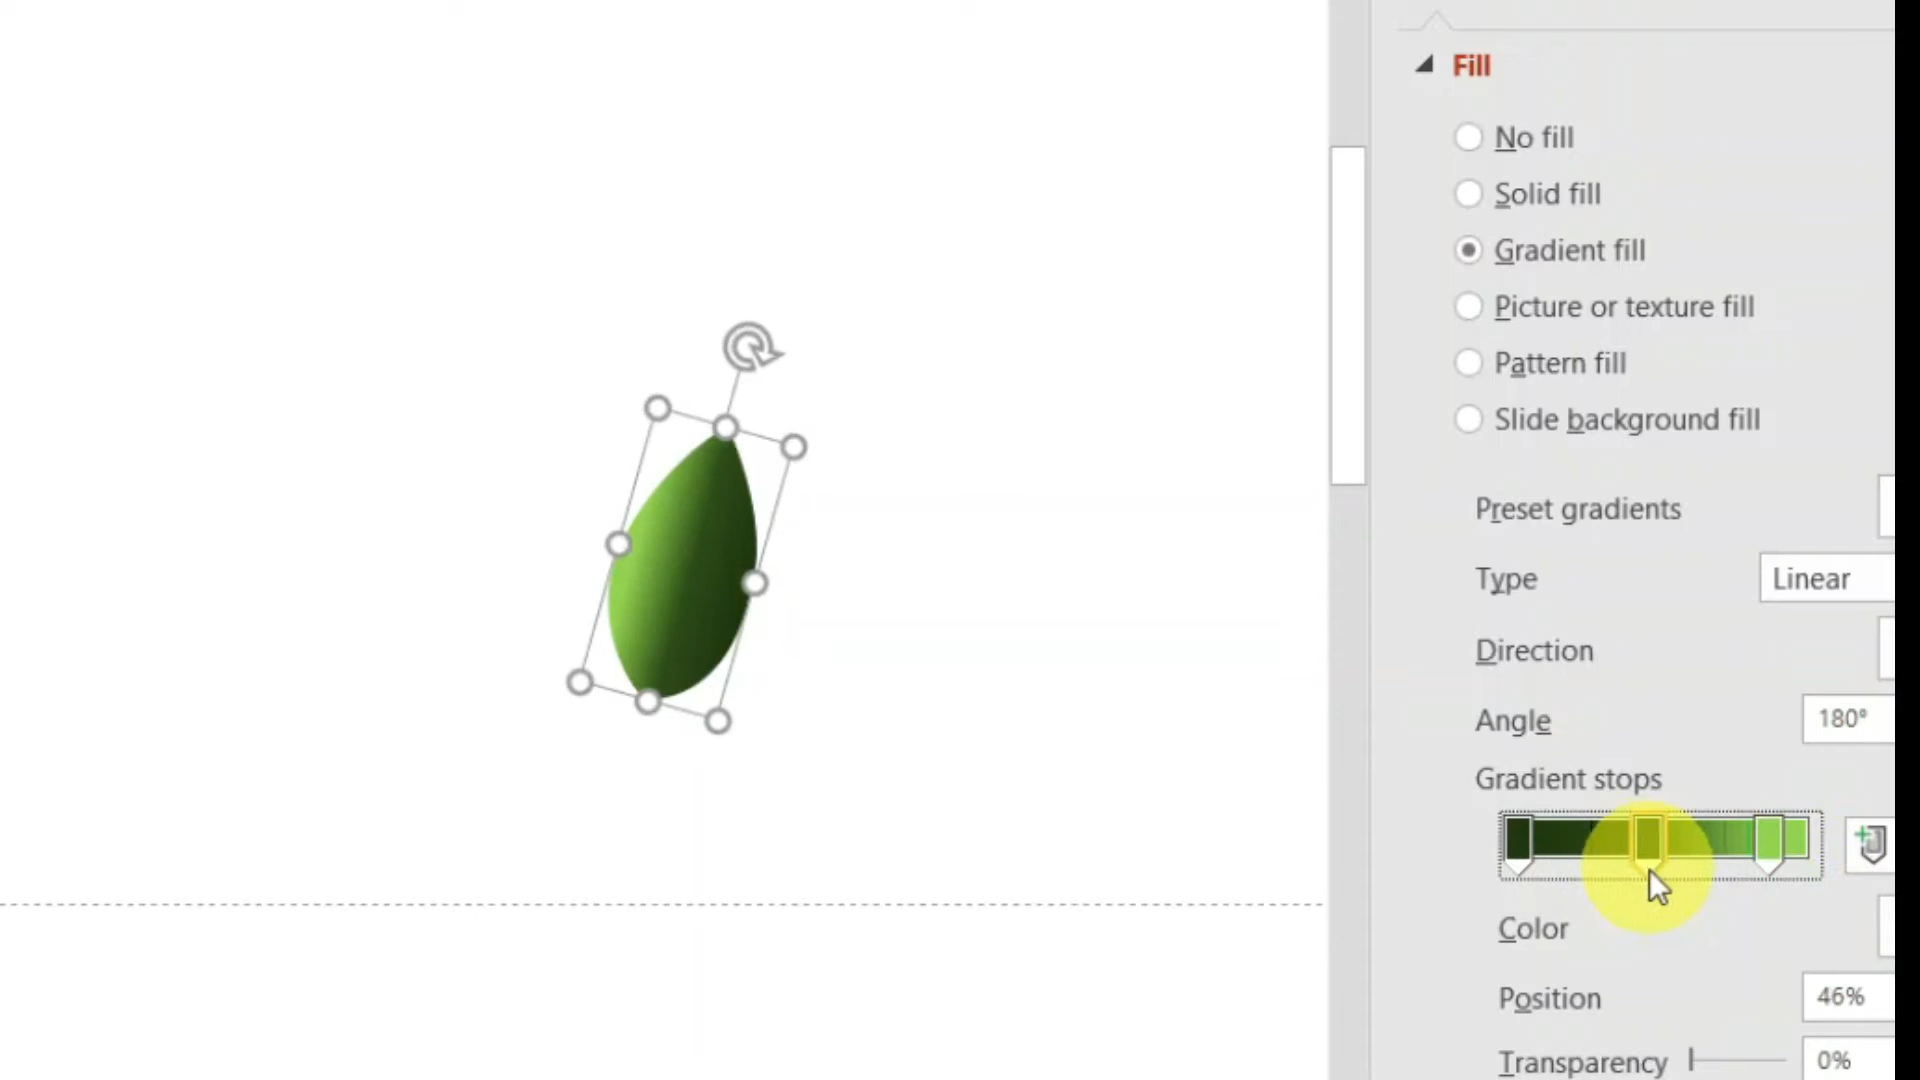 Fill
No fill
Solid fill
Gradient fill
Picture or texture fill
Pattern fill
Slide background fill
Preset gradients
Type Linear
Direction
Angle 180°
Gradient stops
Color
Position 46%
Transparency 0%